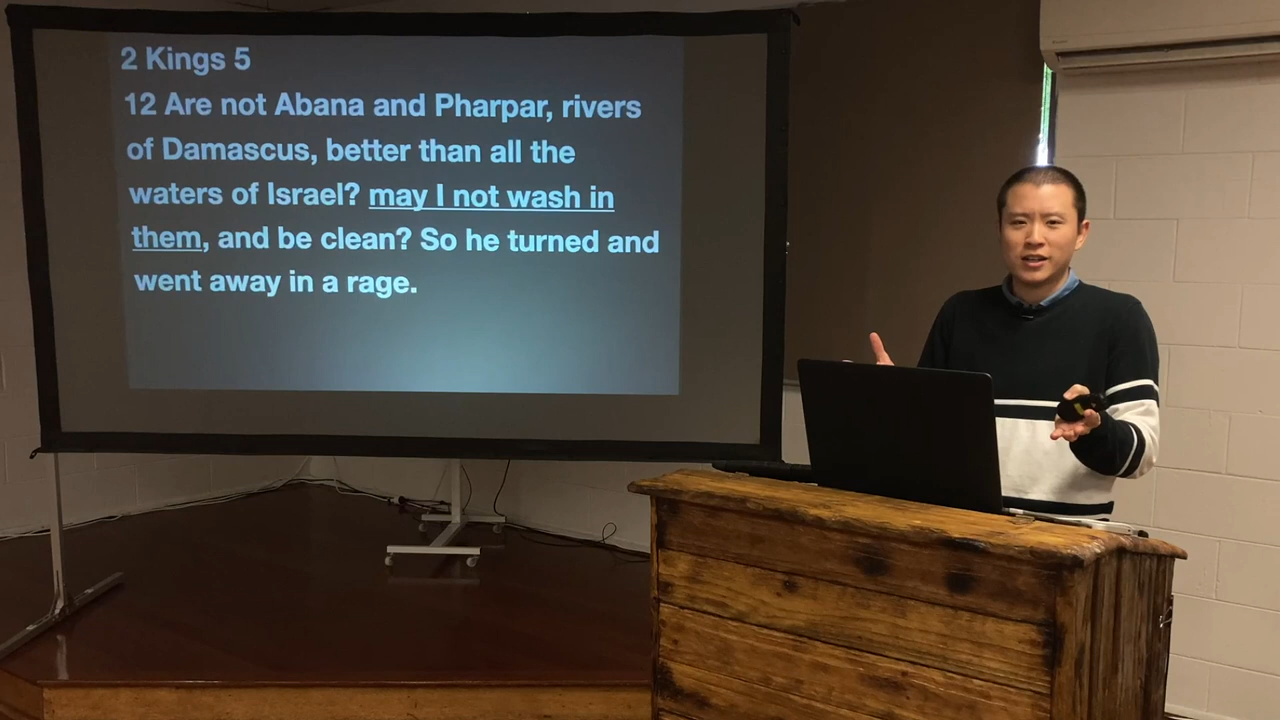 2 Kings 5
12 Are not Abana and Pharpar, rivers
of Damascus, better than all the
waters of Israel? may I not wash in
them, and be clean? So he turned and
went away in a rage.